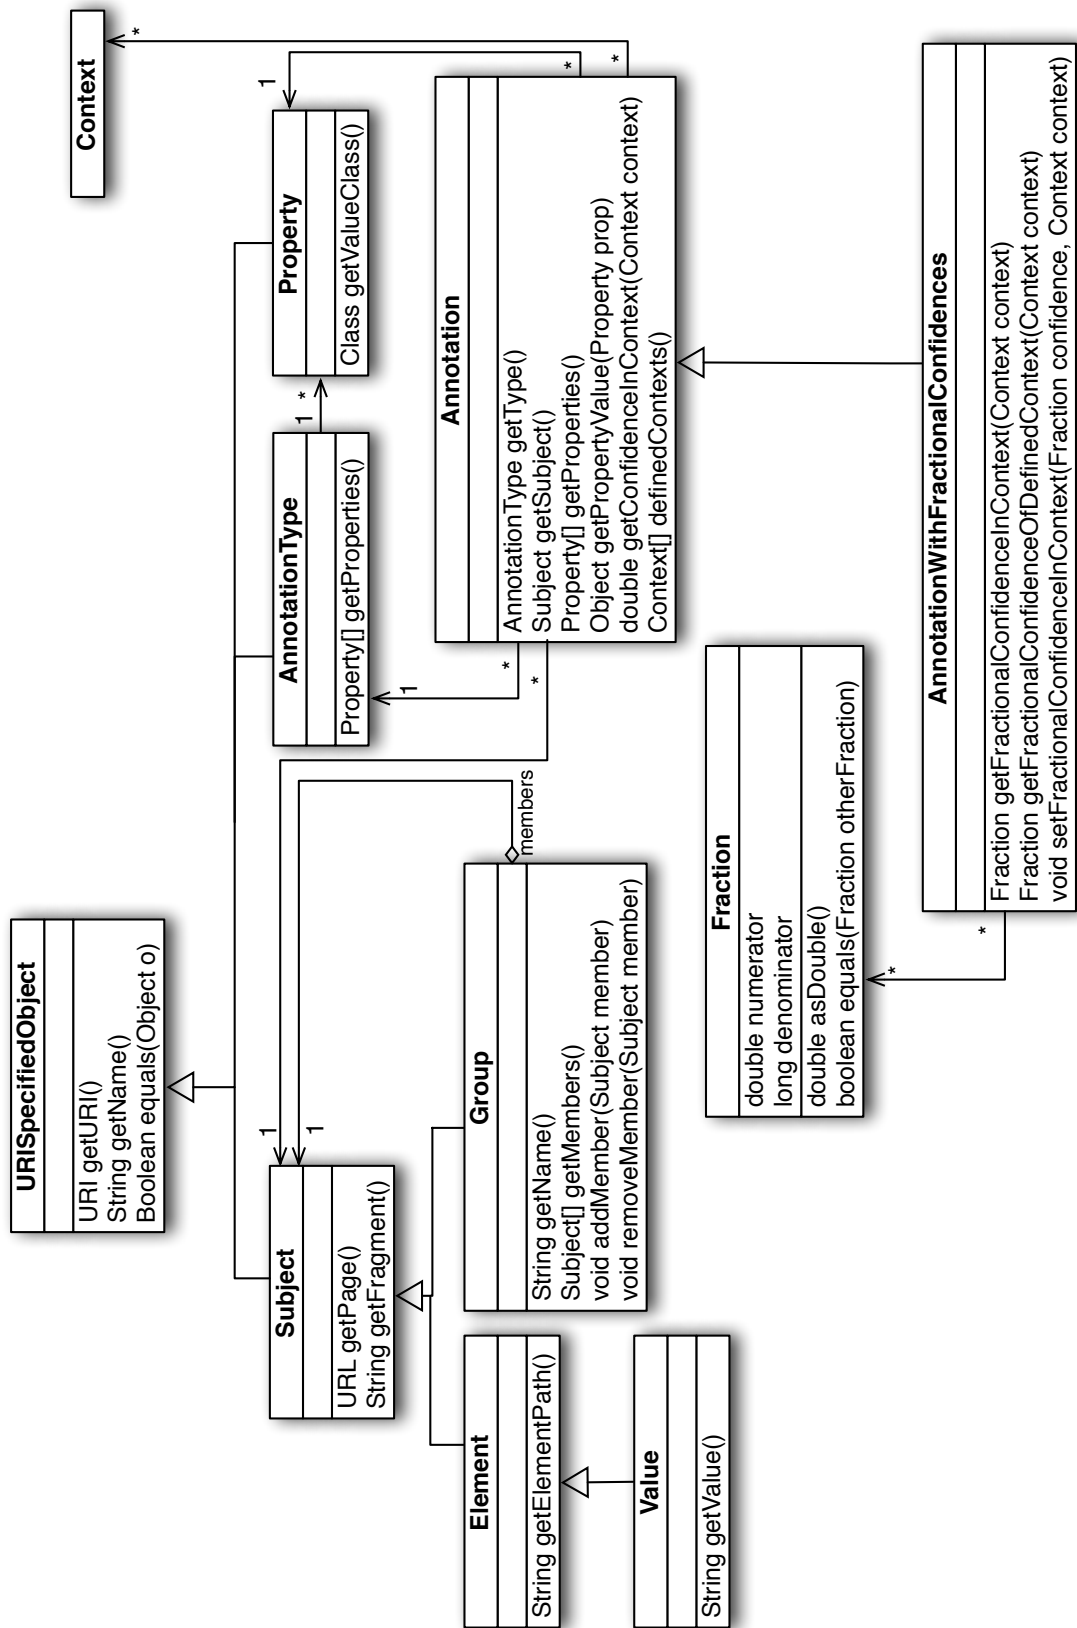 Context
*
*
URISpecifiedObject
URI getURI()
String getName()
Boolean equals(Object o)
Subject
URL getPage()
String getFragment()
1
1
AnnotationType
Property[] getProperties()
1
*
1
Property
Class getValueClass()
1
*
Element
String getElementPath()
Group
String getName()
Subject[] getMembers()
void addMember(Subject member)
void removeMember(Subject member)
members
Annotation
AnnotationType getType()
Subject getSubject()
Property[] getProperties()
Object getPropertyValue(Property prop)
double getConfidenceInContext(Context context)
Context[] definedContexts()
*
*
Value
String getValue()
Fraction
double numerator
long denominator
double asDouble()
boolean equals(Fraction otherFraction)
*
*
AnnotationWithFractionalConfidences
Fraction getFractionalConfidenceInContext(Context context)
Fraction getFractionalConfidenceOfDefinedContext(Context context)
void setFractionalConfidenceInContext(Fraction confidence, Context context)